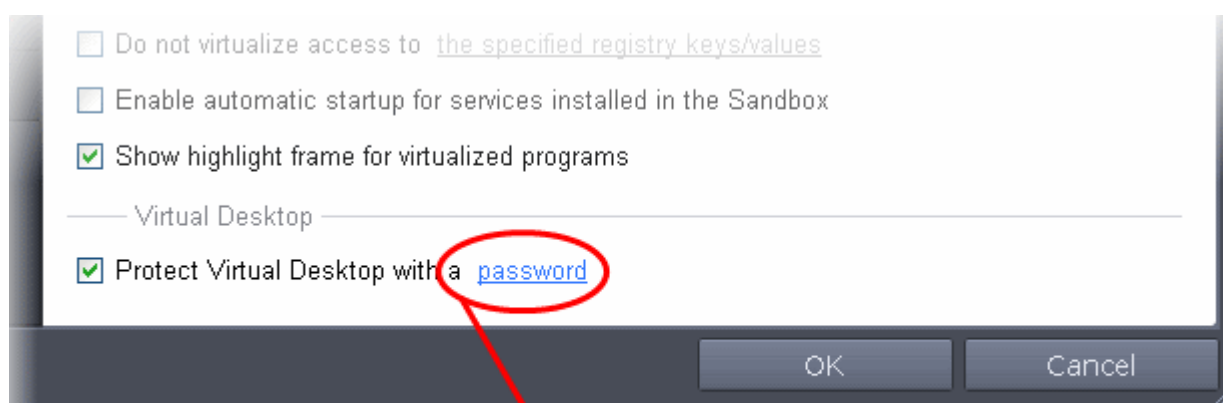 Do not virtualize access to the specified registry keys/values
Enable automatic startup for services installed in the Sandbox
Show highlight frame for virtualized programs
Virtual Desktop
Protect Virtual Desktop with a password
OK Cancel